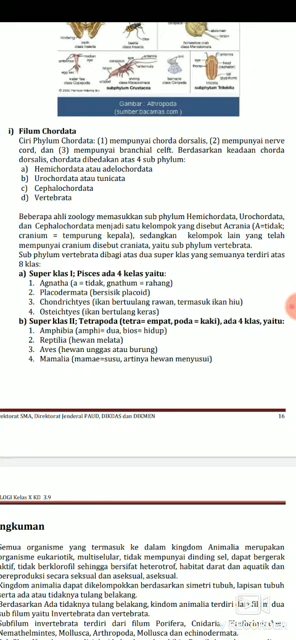 Gambar : Athropoda
i) Filum Chordata
Ciri Phylum Chordata: (1) mempunyai chorda dorsalis, (2) mempunyai nerve
cord, dan (3) mempunyai branchial celft. Berdasarkan keadaan chorda
dorsalis, chordata dibedakan atas 4 sub phylum:
a) Hemichordata atau adelochordata
b) Urochordata atau tunicata
c) Cephalochordata
d) Vertebrata
Beberapa ahli zoology memasukkan sub phylum Hemichordata, Urochordata,
dan Cephalochordata menjadi satu kelompok yang disebut Acrania (A=tidak;
cranium = tempurung kepala), sedangkan kelompok lain yang telah
mempunyai cranium disebut craniata, yaitu sub phylum vertebrata.
Sub phylum vertebrata dibagi atas dua super klas yang semuanya terdiri atas
8 klas:
a) Super klas I; Pisces ada 4 kelas yaitu:
1. Agnatha (a = tidak, gnathum = rahang)
2. Placodermata (bersisik placoid)
3. Chondrichtyes (ikan bertuulang rawan, termasuk ikan hiu)
4. Osteichtyes (ikan bertulang keras)
b) Super klas II; Tetrapoda (tetra= empat, poda = kaki), ada 4 klas, yaitu:
1. Amphibia (amphi= dua, bios= hidup)
2. Reptilia (hewan melata)
3. Aves (hewan unggas atau burung)
4. Mamalia (mamae=susu, artinya hewan menyusui)
ektorat SMA, Direktorat Jenderal PAUD, DIKDAS dan DIKMEN 16
LOGI Kelas X KD 3.9
ngkuman
Semua organisme yang termasuk ke dalam kingdom Animalia merupakan
organisme eukariotik, multiselular, tidak mempunyai dinding sel, dapat bergerak
aktif, tidak berklorofil sehingga bersifat heterotrof, habitat darat dan aquatik dan
bereproduksi secara seksual dan aseksual, aseksual.
Kingdom animalia dapat dikelompokkan berdasarkan simetri tubuh, lapisan tubuh
serta ada atau tidaknya tulang belakang.
Berdasarkan Ada tidaknya tulang belakang, kindom animalia terdiri dari filum dua
sub filum yaitu Invertebrata dan vertebrata.
Subfilum invertebrata terdiri dari filum Porifera, Cnidaria,
Nemathelmintes, Mollusca, Arthropoda, Mollusca dan echinodermata.